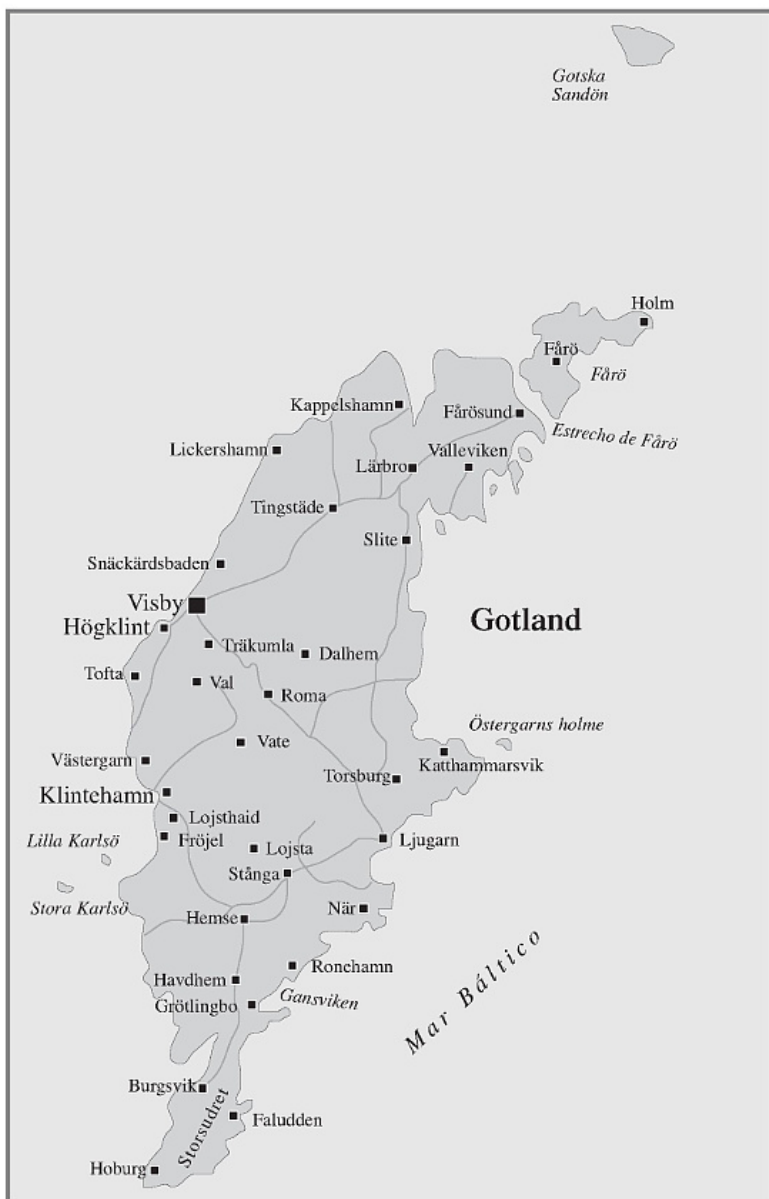 Gotska
Sandön
Holm
Fårö
Fårö
Kappelshamn
Fårösund
Estrecho de Fårö
Lickershamn
Valleviken
Lärbro
Tingstäde
Slite
Snäckärdsbaden
Visby
Gotland
Högklint
Träkumla
Dalhem
Tofta
Val
Roma
Östergarns holme
Vate
Västergarn
Katthammarsvik
Torsburg
Klintehamn
Lojsthaid
Lilla Karlsö
Fröjel
Ljugarn
Lojsta
Stånga
Stora Karlsö
När
Hemse
Mar Báltico
Ronehamn
Havdhem
Gansviken
Grötlingbo
Burgsvik
Storsudret
Faludden
Hoburg